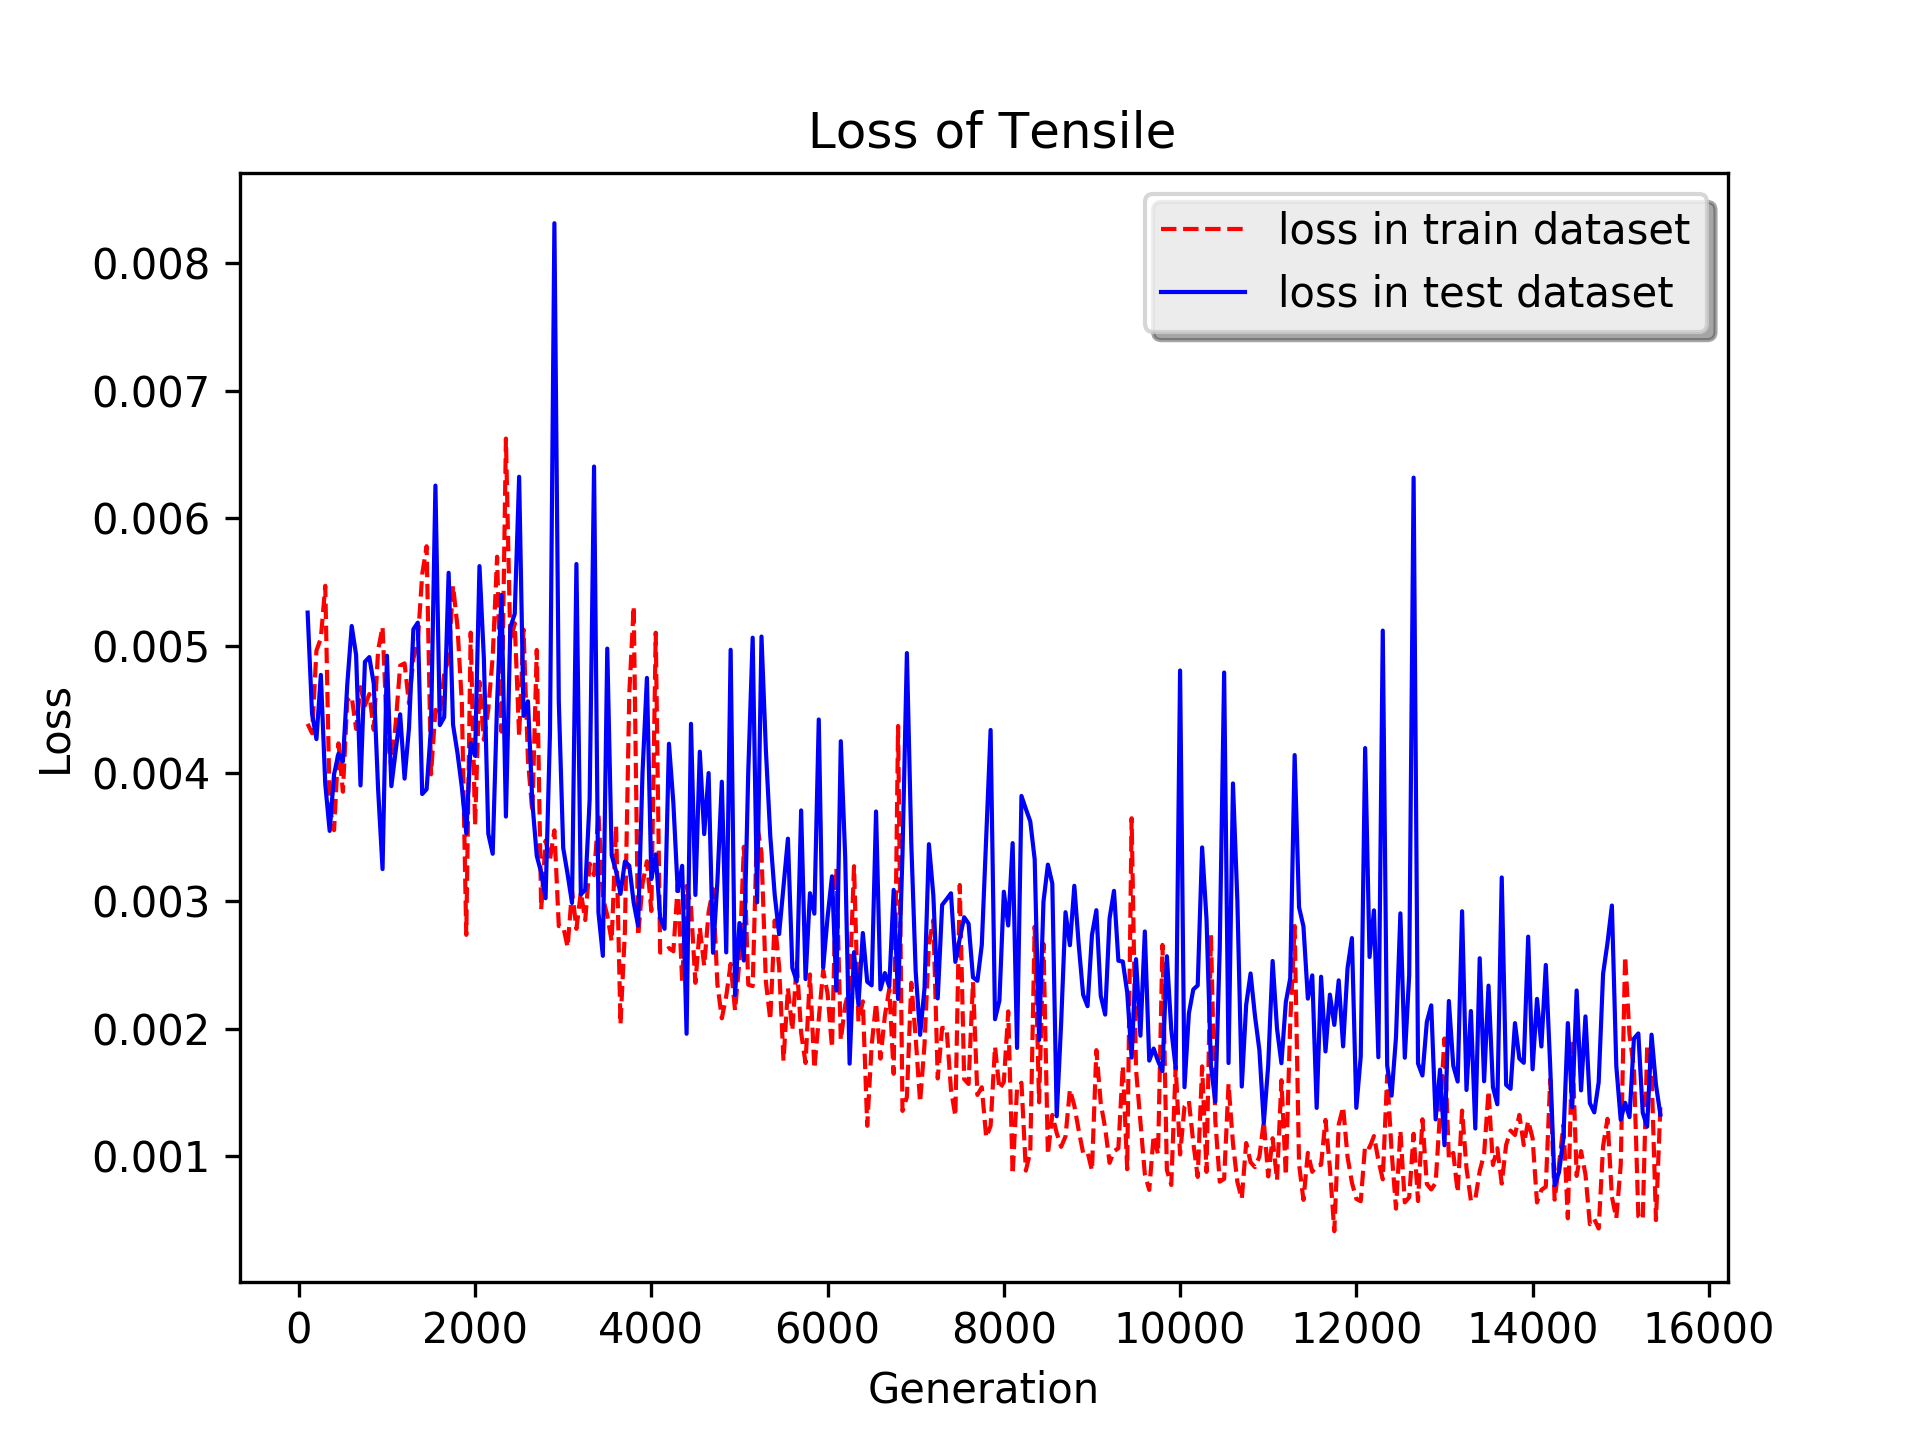 Loss of Tensile
loss in train dataset
loss in test dataset
0.008
0.007
0.006
0.005
0.004
0.003
0.002
0.001
Loss
0 2000 4000 6000 8000 10000 12000 14000 16000
Generation